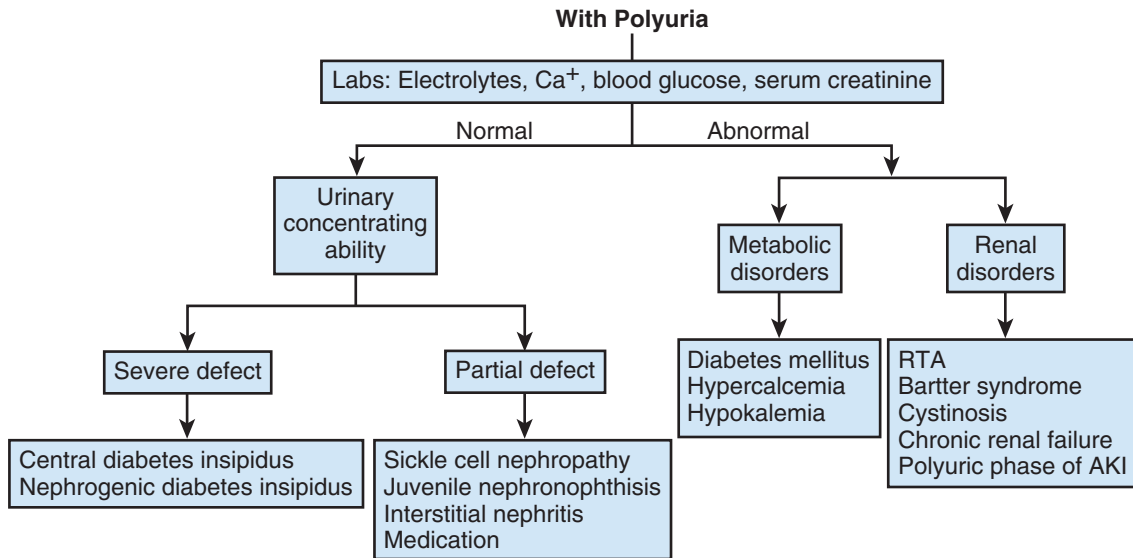 With Polyuria
Labs: Electrolytes, Ca+, blood glucose, serum creatinine
Normal
Abnormal
Urinary
concentrating
ability
Metabolic
disorders
Renal
disorders
Severe defect
Partial defect
Diabetes mellitus
Hypercalcemia
Hypokalemia
RTA
Bartter syndrome
Cystinosis
Chronic renal failure
Polyuric phase of AKI
Central diabetes insipidus
Nephrogenic diabetes insipidus
Sickle cell nephropathy
Juvenile nephronophthisis
Interstitial nephritis
Medication